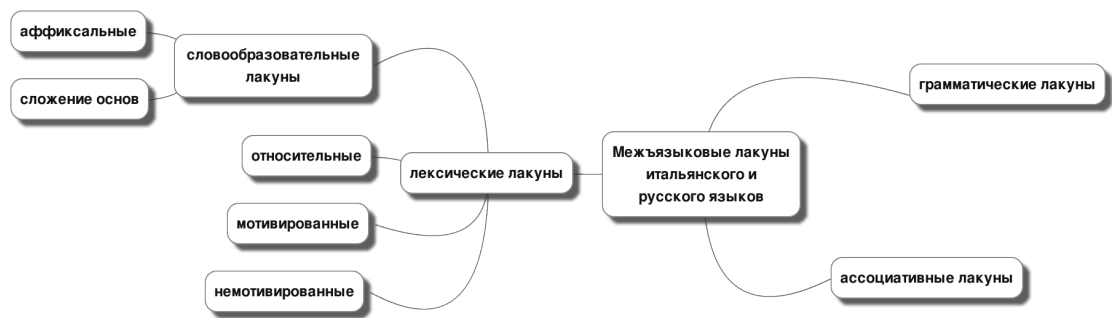 аффиксальные
сложение основ
словообразовательные
лакуны
относительные
мотивированные
немотивированные
лексические лакуны
Межъязыковые лакуны
итальянского и
русского языков
грамматические лакуны
ассоциативные лакуны